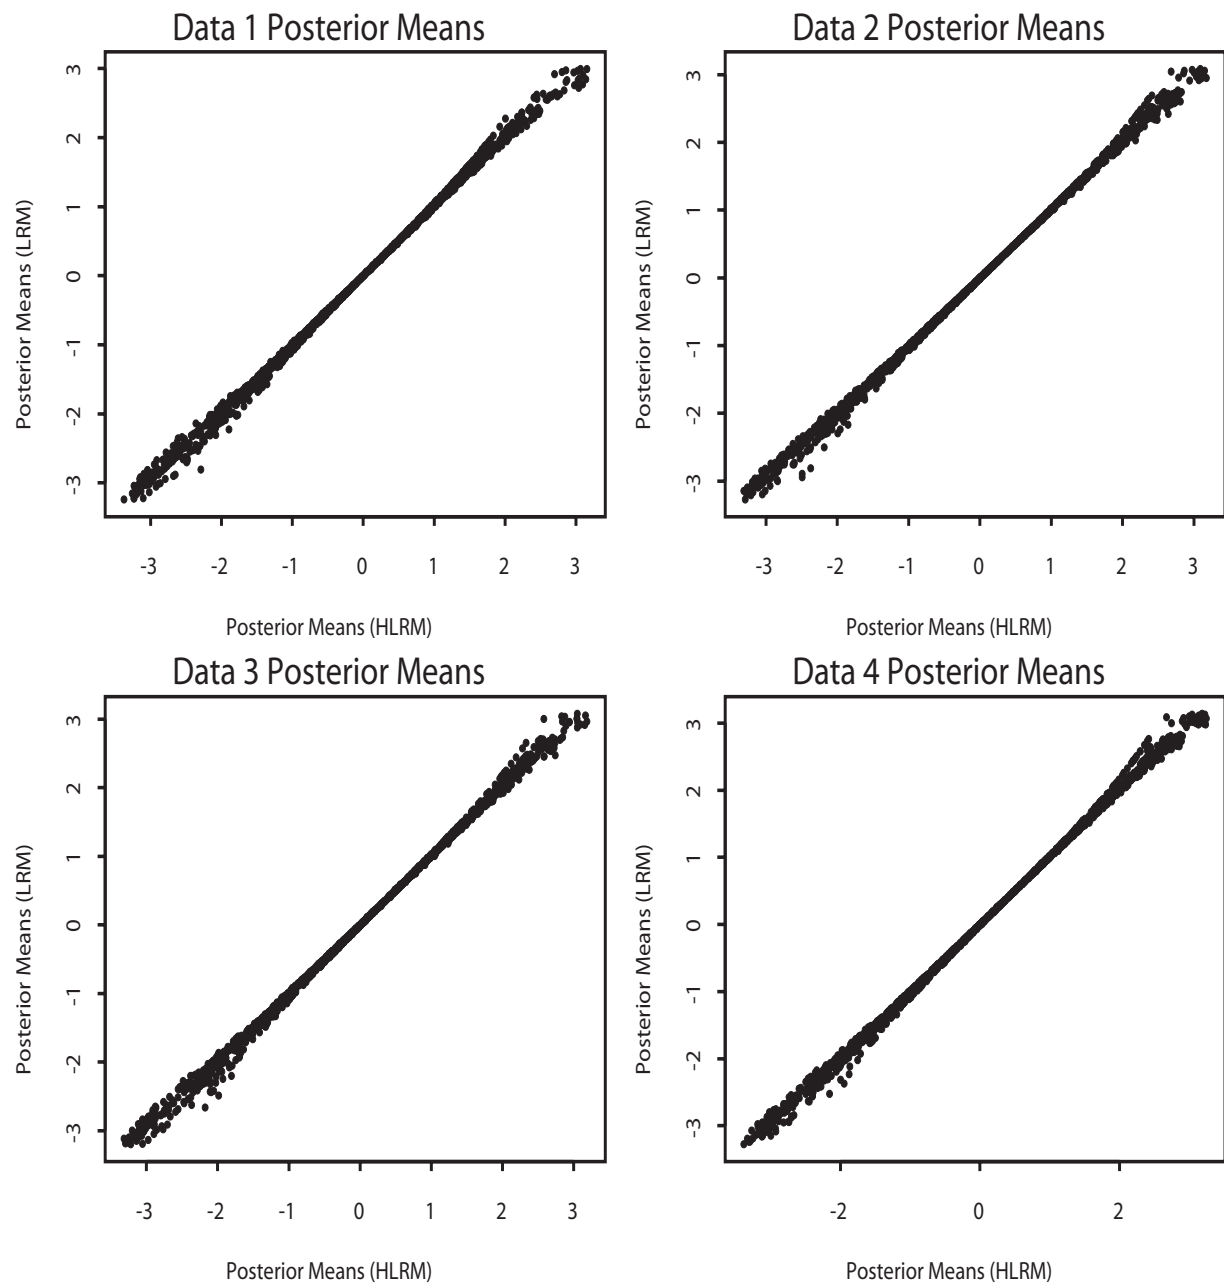 Data 1 Posterior Means
Data 2 Posterior Means
Posterior Means (LRM)
3
2
1
0
-1
-2
-3
-3 -2 -1 0 1 2 3
Posterior Means (HLRM)
Posterior Means (LRM)
3
2
1
0
-1
-2
-3
-3 -2 -1 0 1 2 3
Posterior Means (HLRM)
Data 3 Posterior Means
Data 4 Posterior Means
Posterior Means (LRM)
3
2
1
0
-1
-2
-3
-3 -2 -1 0 1 2 3
Posterior Means (HLRM)
Posterior Means (LRM)
3
2
1
0
-1
-2
-3
-2 0 2
Posterior Means (HLRM)